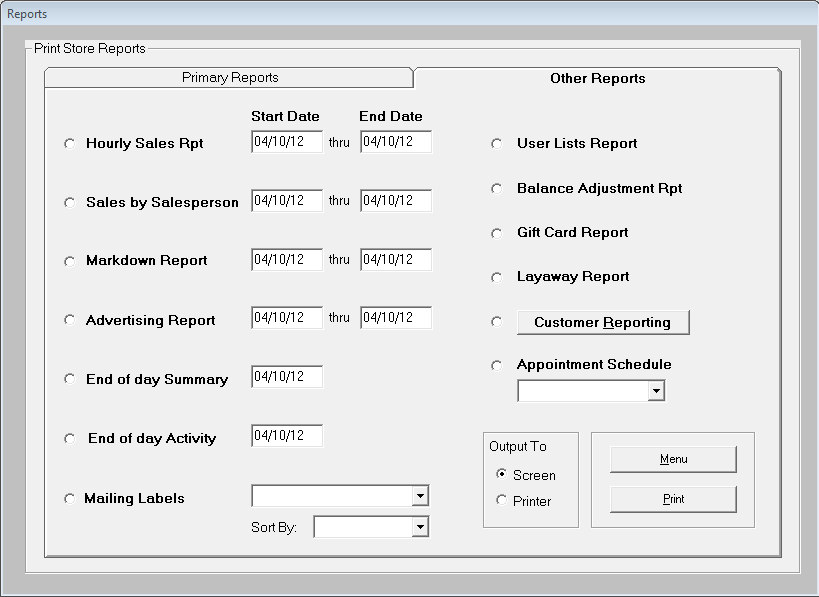 Reports
Print Store Reports
Primary Reports
Other Reports
Start Date End Date
Hourly Sales Rpt 04/10/12 thru 04/10/12
Sales by Salesperson 04/10/12 thru 04/10/12
Markdown Report 04/10/12 thru 04/10/12
Advertising Report 04/10/12 thru 04/10/12
End of day Summary 04/10/12
End of day Activity 04/10/12
Mailing Labels
Sort By:
User Lists Report
Balance Adjustment Rpt
Gift Card Report
Layaway Report
Customer Reporting
Appointment Schedule
Output To
Screen
Printer
Menu
Print